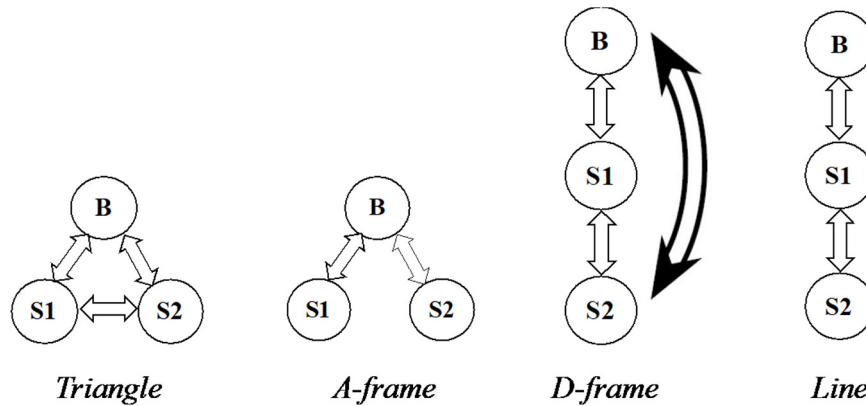 B
S1 S2
Triangle
B
S1 S2
A-frame
B
S1
S2
D-frame
B
S1
S2
Line